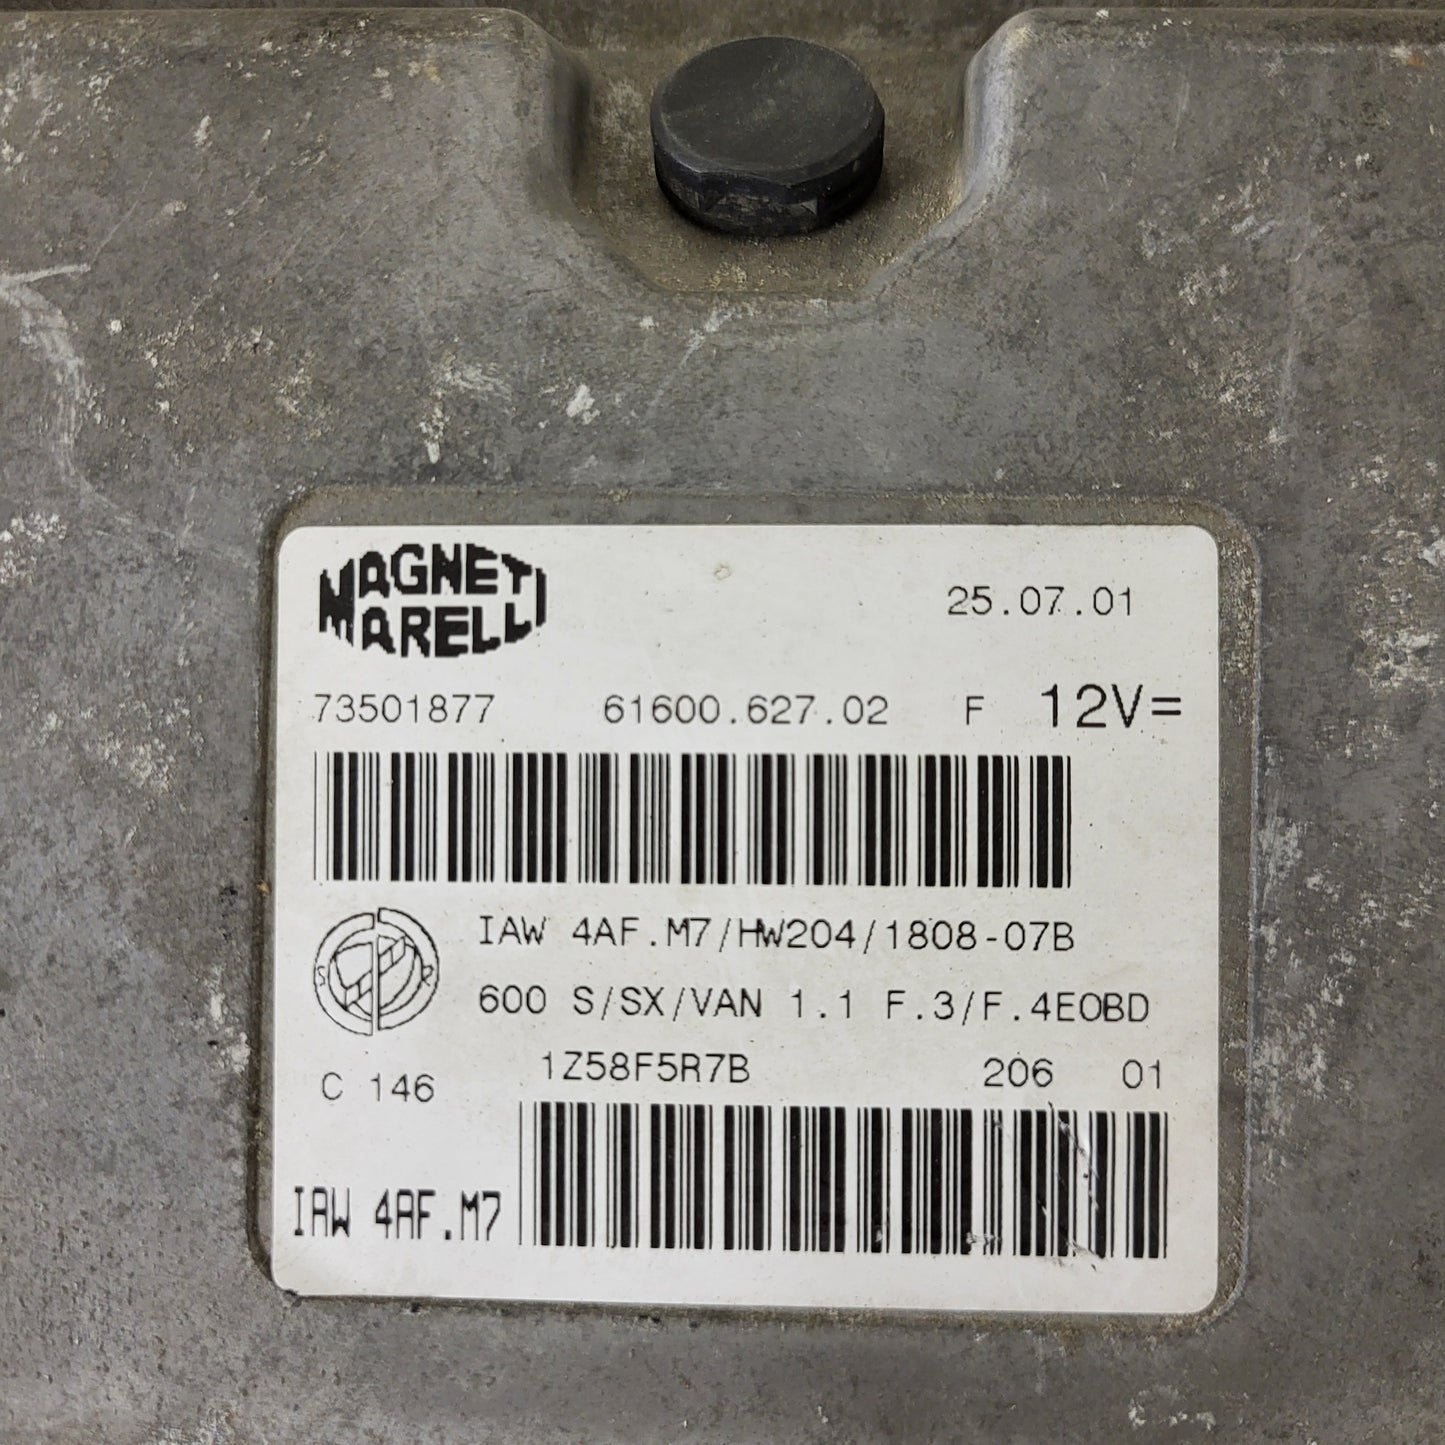 MAGNETI
MARELLI
25.07.01
73501877 61600.627.02 F 12V=
IAW 4AF.M7/HW204/1808-07B
S R
600 S/SX/VAN 1.1 F.3/F.4EOBD
C 146 1Z58F5R7B 206 01
IAW 4AF.M7